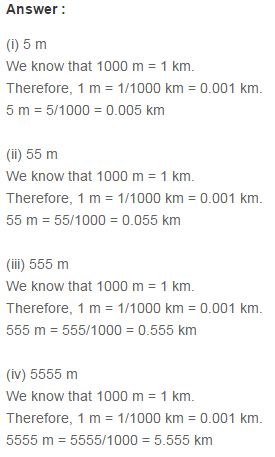 Answer :
(i) 5 m
We know that 1000 m = 1 km.
Therefore, 1 m = 1/1000 km = 0.001 km.
5 m = 5/1000 = 0.005 km
(ii) 55 m
We know that 1000 m = 1 km.
Therefore, 1 m = 1/1000 km = 0.001 km.
55 m = 55/1000 = 0.055 km
(iii) 555 m
We know that 1000 m = 1 km.
Therefore, 1 m = 1/1000 km = 0.001 km.
555 m = 555/1000 = 0.555 km
(iv) 5555 m
We know that 1000 m = 1 km.
Therefore, 1 m = 1/1000 km = 0.001 km.
5555 m = 5555/1000 = 5.555 km